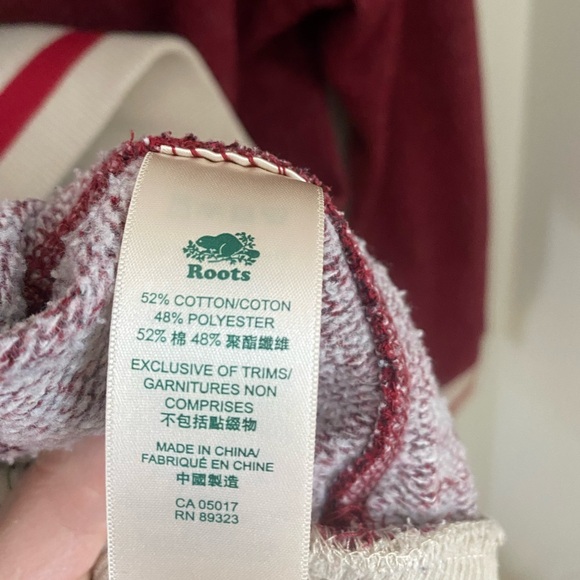 Roots
52% COTTON/COTON
48% POLYESTER
52% 棉 48% 聚酯纖維
EXCLUSIVE OF TRIMS/
GARNITURES NON
COMPRISES
不包括點綴物
MADE IN CHINA/
FABRIQUÉ EN CHINE
中國製造
CA 05017
RN 89323